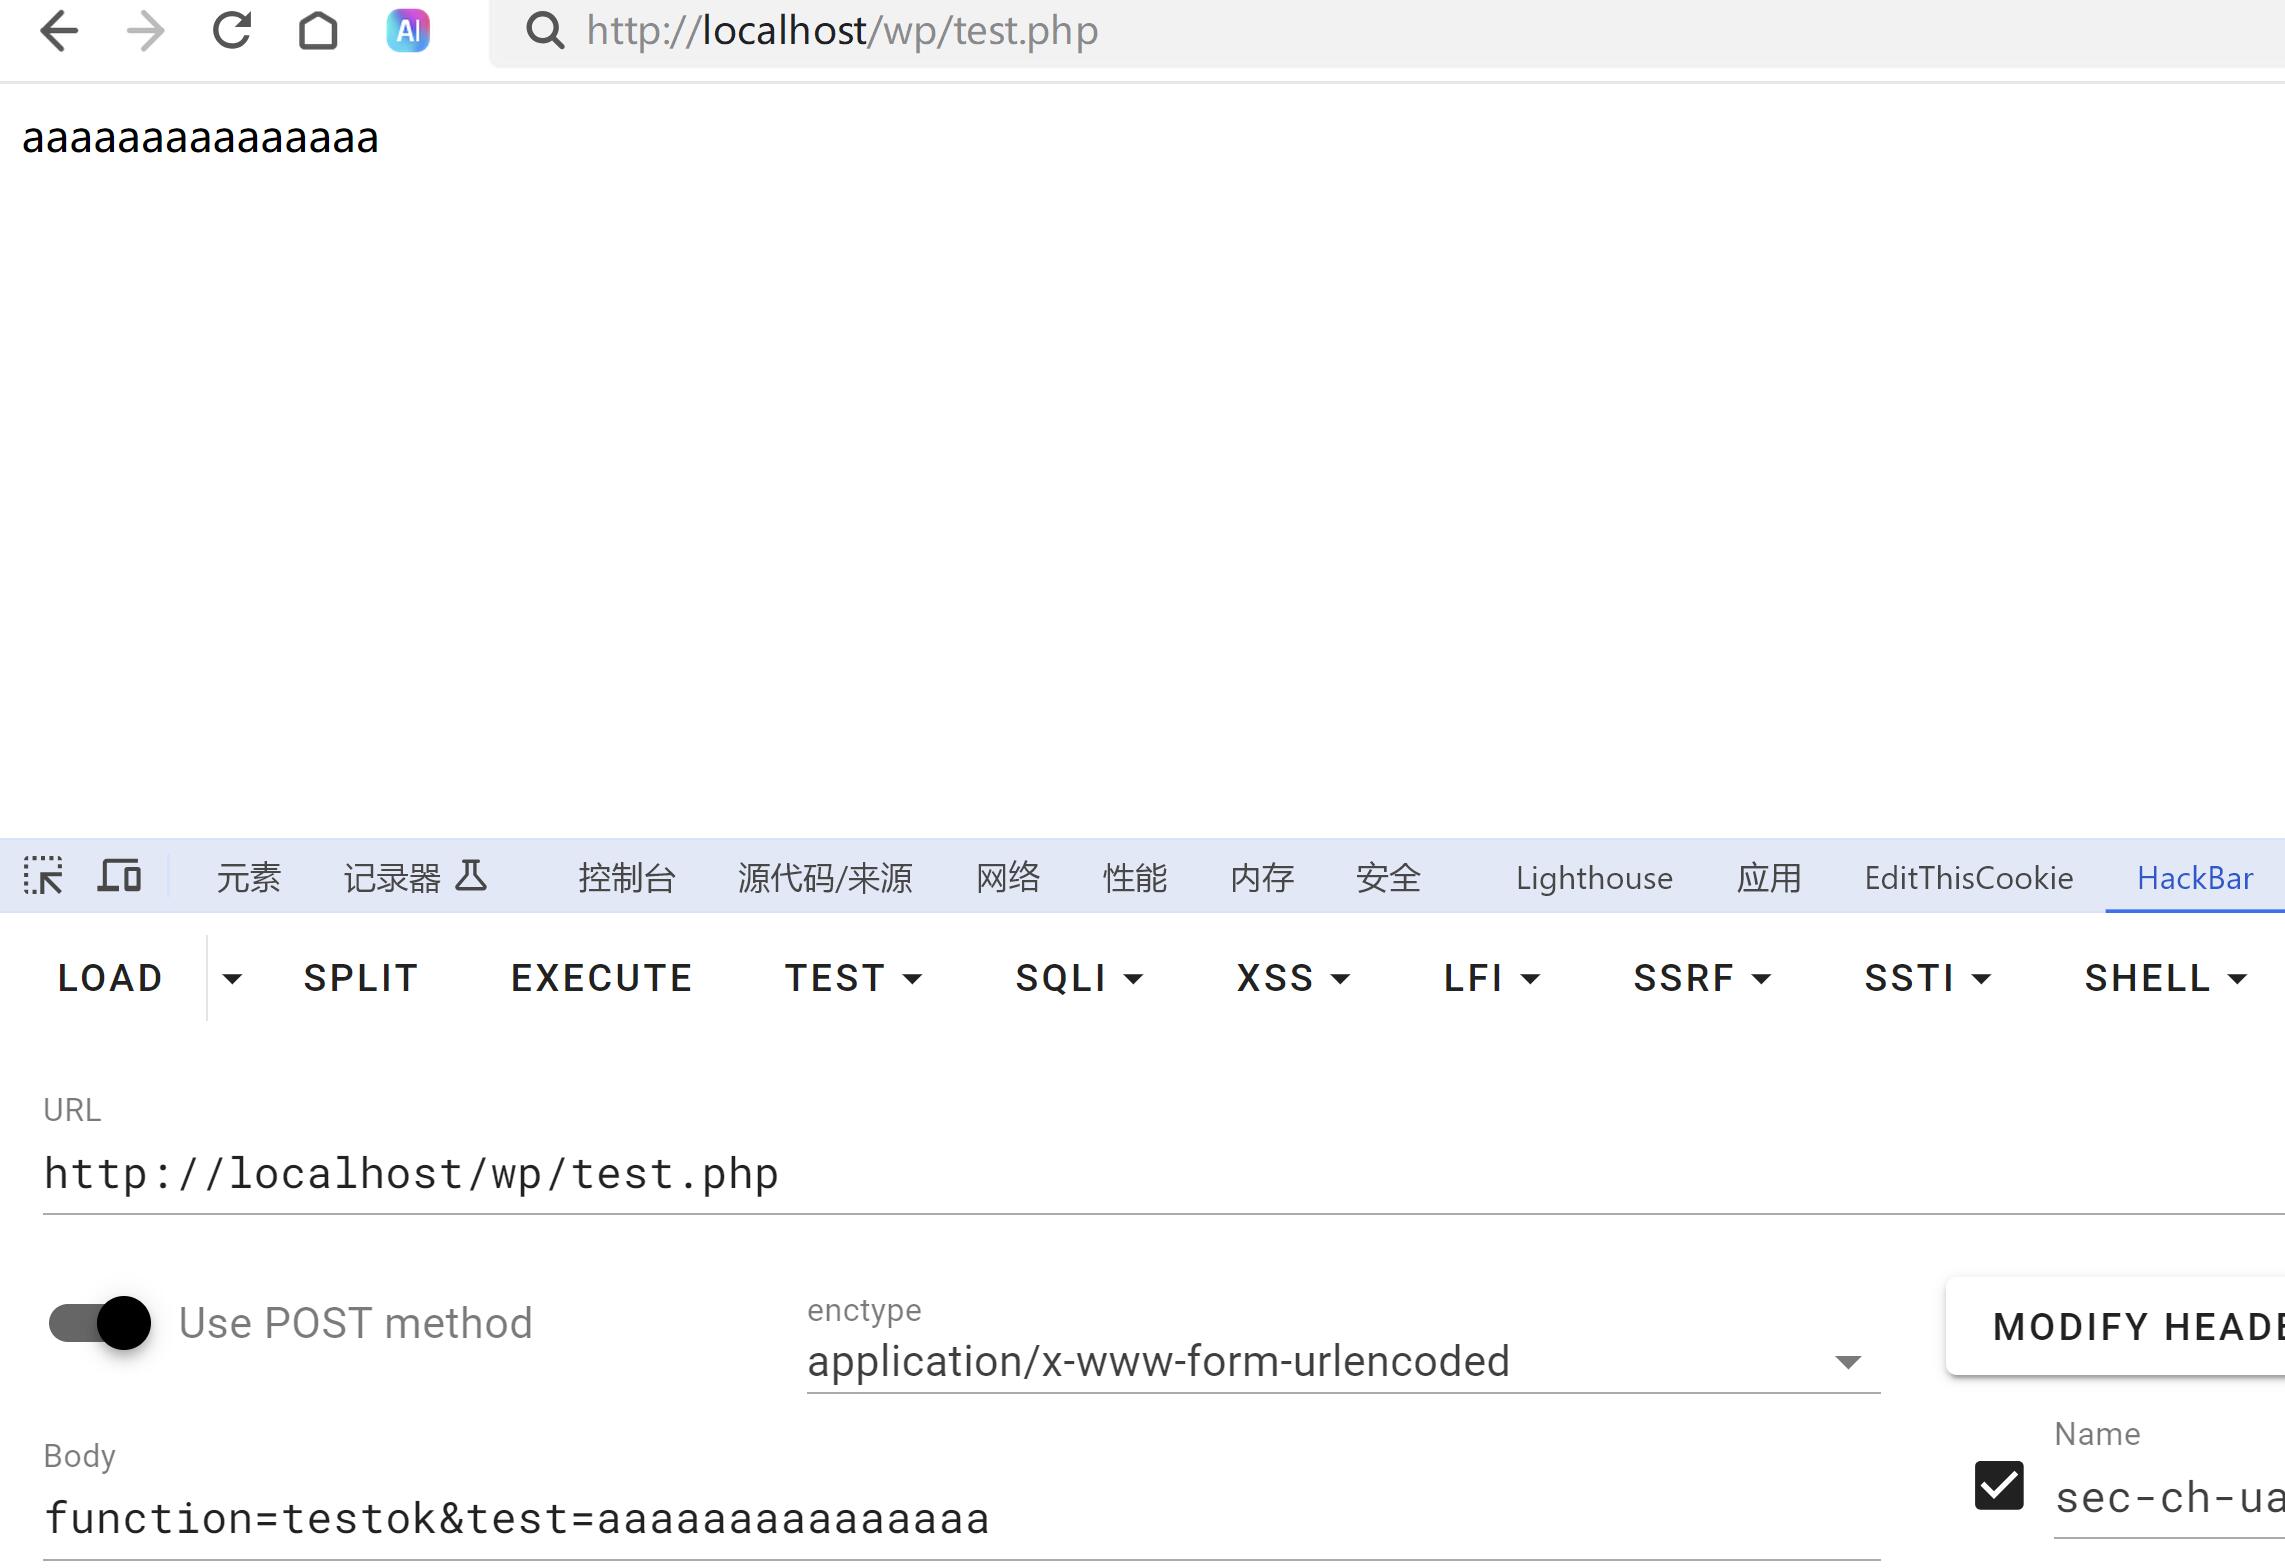 AI
http://localhost/wp/test.php
aaaaaaaaaaaaaaa
元素 记录器 控制台 源代码/来源 网络 性能 内存 安全 Lighthouse 应用 EditThisCookie HackBar
LOAD SPLIT EXECUTE TEST SQLI XSS LFI SSRF SSTI SHELL
URL
http://localhost/wp/test.php
Use POST method
enctype
application/x-www-form-urlencoded
MODIFY HEADE
Body
function=testok&test=aaaaaaaaaaaaaaa
Name
sec-ch-ua